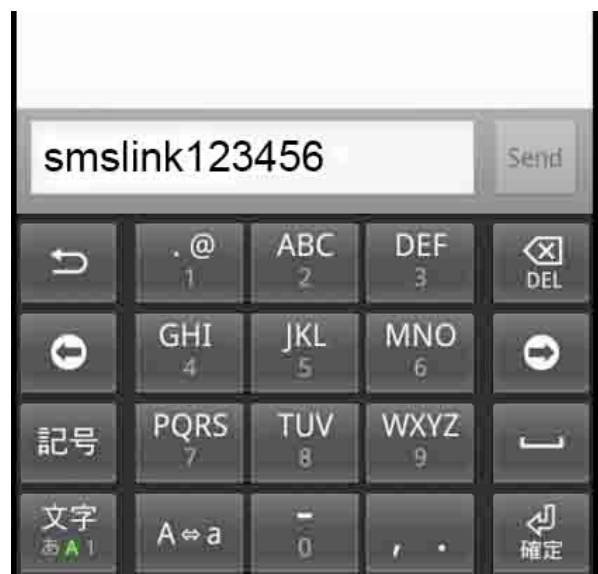 smslink123456 Send
. @ ABC DEF DEL
1 2 3
GHI JKL MNO
4 5 6
記号 PQRS TUV WXYZ
7 8 9
文字 A⇔a - , .
あA1 0 確定